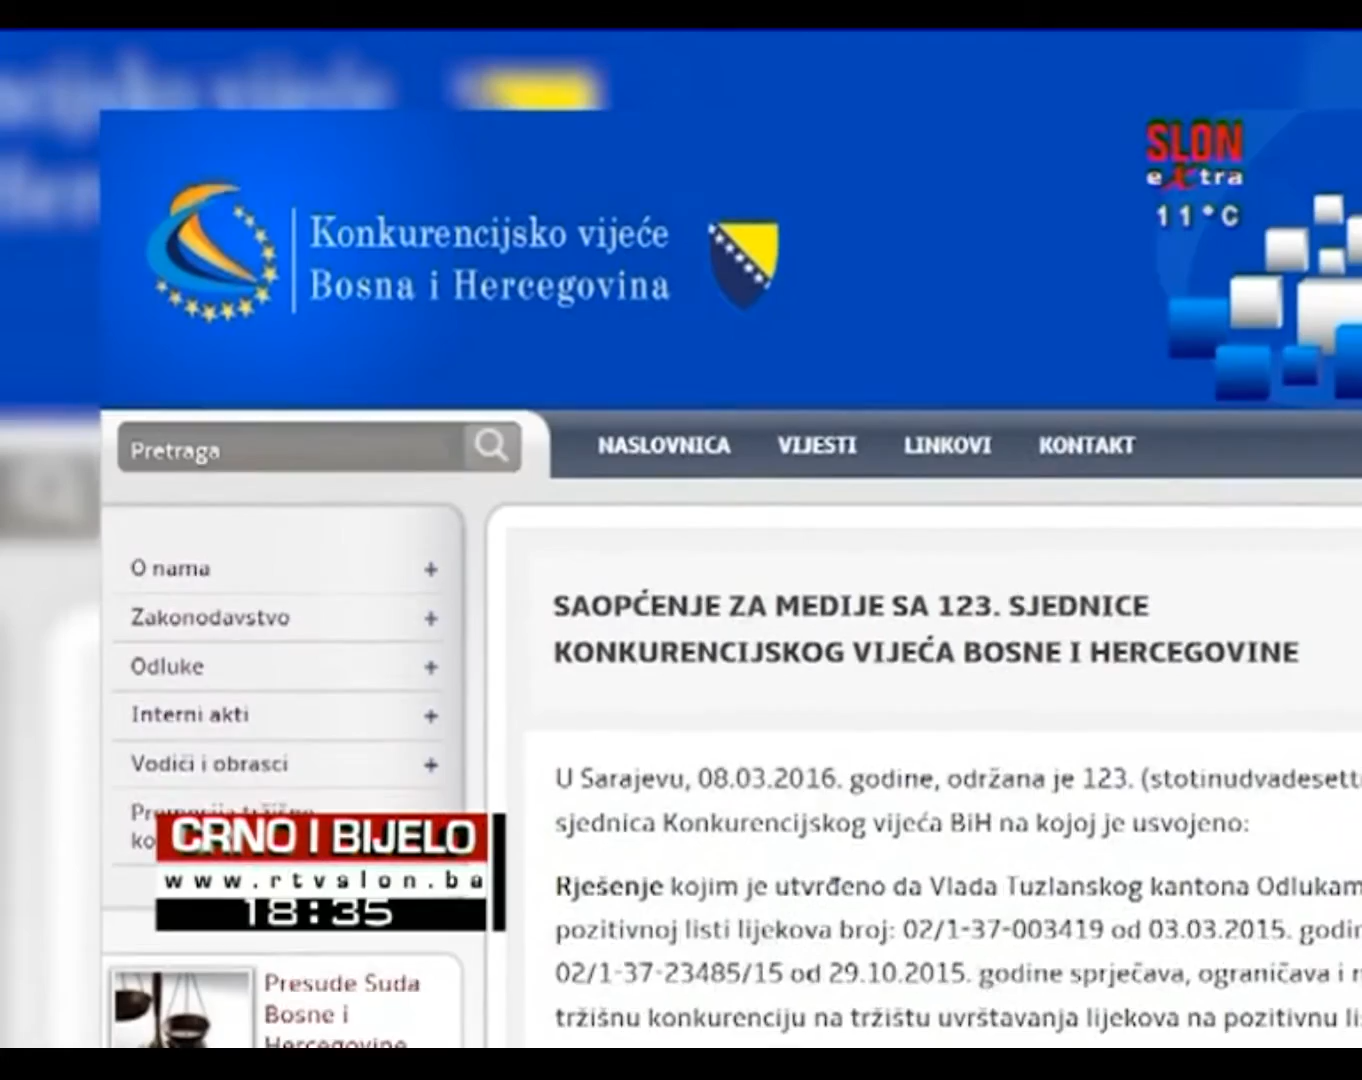 SLON
extra
11°C
Konkurencijsko vijeće
Bosna i Hercegovina
Pretraga
NASLOVNICA VIJESTI LINKOVI KONTAKT
O nama +
Zakonodavstvo +
Odluke +
Interni akti +
Vodiči i obrasci +
SAOPĆENJE ZA MEDIJE SA 123. SJEDNICE
KONKURENCIJSKOG VIJEĆA BOSNE I HERCEGOVINE
U Sarajevu, 08.03.2016. godine, održana je 123.
sjednica Konkurencijskog vijeća BiH na kojoj je usvojeno:
Rješenje kojim je utvrđeno da Vlada Tuzlanskog kantona
pozitivnoj listi lijekova broj: 02/1-37-003419 od 03.03.2015.
02/1-37-23485/15 od 29.10.2015. godine sprječava, ograničava i
tržišnu konkurenciju na tržištu uvrštavanja lijekova na pozitivnu
CRNO I BIJELO
www.rtvslon.ba
18:35
Presude Suda
Bosne i
Hercegovine